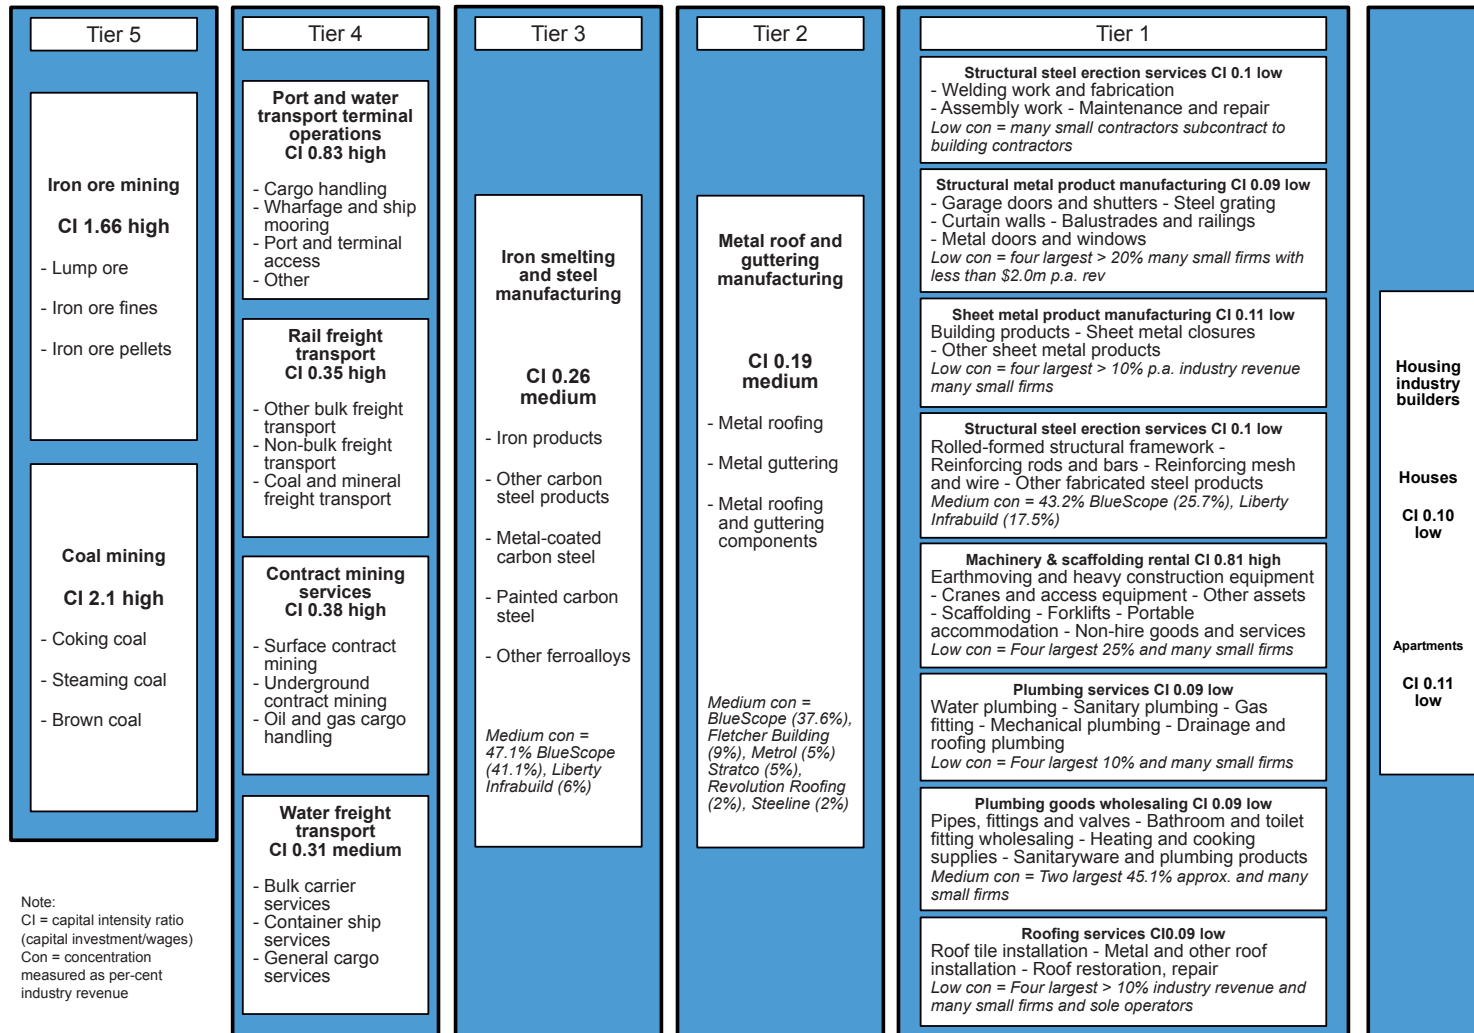 Tier 5
Iron ore mining
CI 1.66 high
- Lump ore
- Iron ore fines
- Iron ore pellets
Coal mining
CI 2.1 high
- Coking coal
- Steaming coal
- Brown coal
Note:
CI = capital intensity ratio
(capital investment/wages)
Con = concentration
measured as per-cent
industry revenue
Tier 4
Port and water
transport terminal
operations
CI 0.83 high
- Cargo handling
- Wharfage and ship
mooring
- Port and terminal
access
- Other
Rail freight
transport
CI 0.35 high
- Other bulk freight
transport
- Non-bulk freight
transport
- Coal and mineral
freight transport
Contract mining
services
CI 0.38 high
- Surface contract
mining
- Underground
contract mining
- Oil and gas cargo
handling
Water freight
transport
CI 0.31 medium
- Bulk carrier
services
- Container ship
services
- General cargo
services
Tier 3
Iron smelting
and steel
manufacturing
CI 0.26
medium
- Iron products
- Other carbon
steel products
- Metal-coated
carbon steel
- Painted carbon
steel
- Other ferroalloys
Medium con =
47.1% BlueScope
(41.1%), Liberty
Infrabuild (6%)
Tier 2
Metal roof and
guttering
manufacturing
CI 0.19
medium
- Metal roofing
- Metal guttering
- Metal roofing
and guttering
components
Medium con =
BlueScope (37.6%),
Fletcher Building
(9%), Metrol (5%)
Stratco (5%),
Revolution Roofing
(2%), Steeline (2%)
Tier 1
Structural steel erection services CI 0.1 low
- Welding work and fabrication
- Assembly work - Maintenance and repair
Low con = many small contractors subcontract to
building contractors
Structural metal product manufacturing CI 0.09 low
- Garage doors and shutters - Steel grating
- Curtain walls - Balustrades and railings
- Metal doors and windows
Low con = four largest > 20% many small firms with
less than $2.0m p.a. rev
Sheet metal product manufacturing CI 0.11 low
Building products - Sheet metal closures
- Other sheet metal products
Low con = four largest > 10% p.a. industry revenue
many small firms
Structural steel erection services CI 0.1 low
Rolled-formed structural framework -
Reinforcing rods and bars - Reinforcing mesh
and wire - Other fabricated steel products
Medium con = 43.2% BlueScope (25.7%), Liberty
Infrabuild (17.5%)
Machinery & scaffolding rental CI 0.81 high
Earthmoving and heavy construction equipment
- Cranes and access equipment - Other assets
- Scaffolding - Forklifts - Portable
accommodation - Non-hire goods and services
Low con = Four largest 25% and many small firms
Plumbing services CI 0.09 low
Water plumbing - Sanitary plumbing - Gas
fitting - Mechanical plumbing - Drainage and
roofing plumbing
Low con = Four largest 10% and many small firms
Plumbing goods wholesaling CI 0.09 low
Pipes, fittings and valves - Bathroom and toilet
fitting wholesaling - Heating and cooking
supplies - Sanitaryware and plumbing products
Medium con = Two largest 45.1% approx. and many
small firms
Roofing services CI0.09 low
Roof tile installation - Metal and other roof
installation - Roof restoration, repair
Low con = Four largest > 10% industry revenue and
many small firms and sole operators
Housing
industry
builders
Houses
CI 0.10
low
Apartments
CI 0.11
low